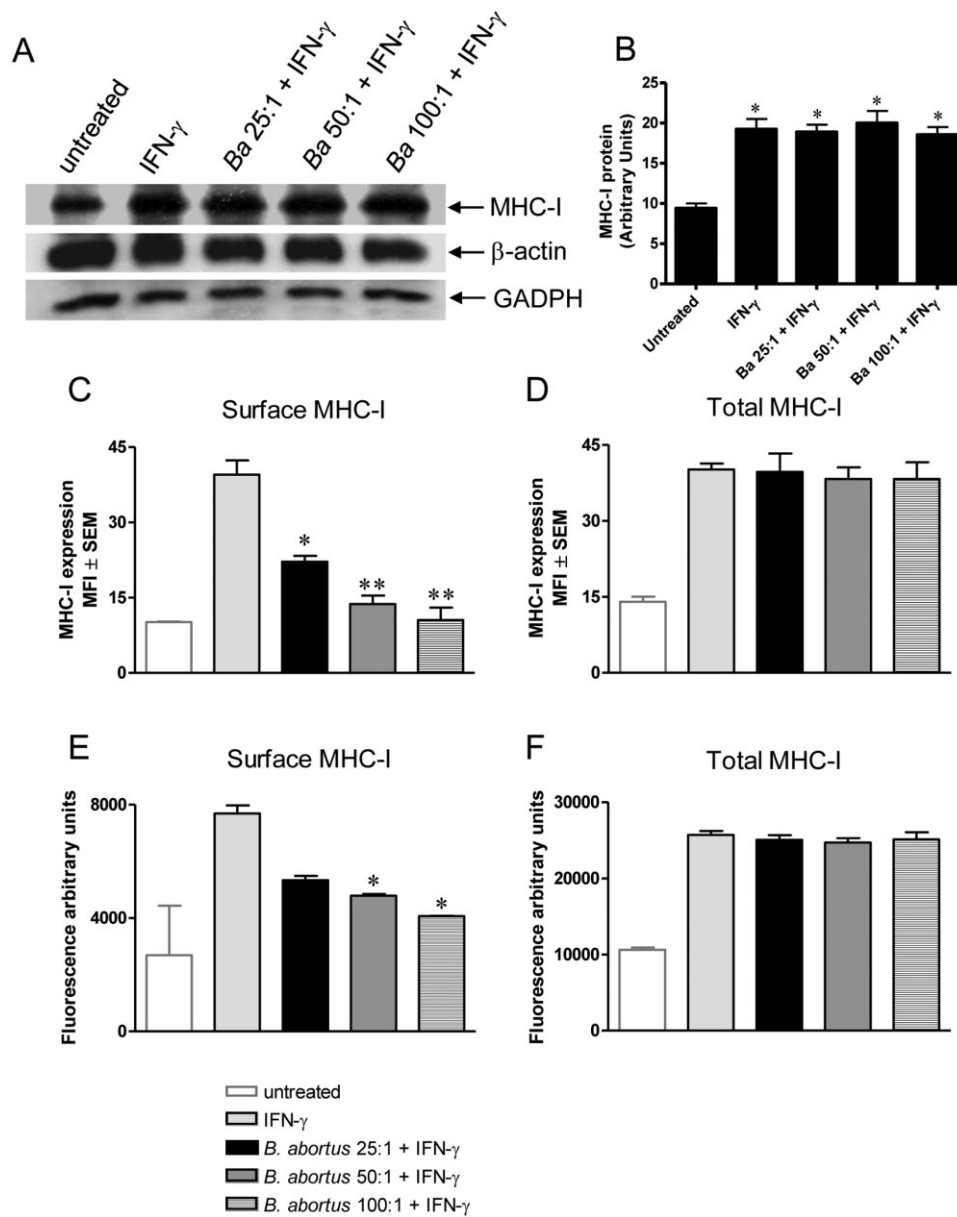 A
untreated
IFN-γ
Ba 25:1 + IFN-γ
Ba 50:1 + IFN-γ
Ba 100:1 + IFN-γ
MHC-I
β-actin
GADPH
B
MHC-I protein
(Arbitrary Units)
25
20
15
10
5
0
* * * *
Untreated
IFN-γ
Ba 25:1 + IFN-γ
Ba 50:1 + IFN-γ
Ba 100:1 + IFN-γ
C
Surface MHC-I
MHC-I expression
MFI ± SEM
45
30
15
0
* ** **
D
Total MHC-I
MHC-I expression
MFI ± SEM
45
30
15
0
E
Surface MHC-I
Fluorescence arbitrary units
8000
4000
0
* *
F
Total MHC-I
Fluorescence arbitrary units
30000
20000
10000
0
untreated
IFN-γ
B. abortus 25:1 + IFN-γ
B. abortus 50:1 + IFN-γ
B. abortus 100:1 + IFN-γ